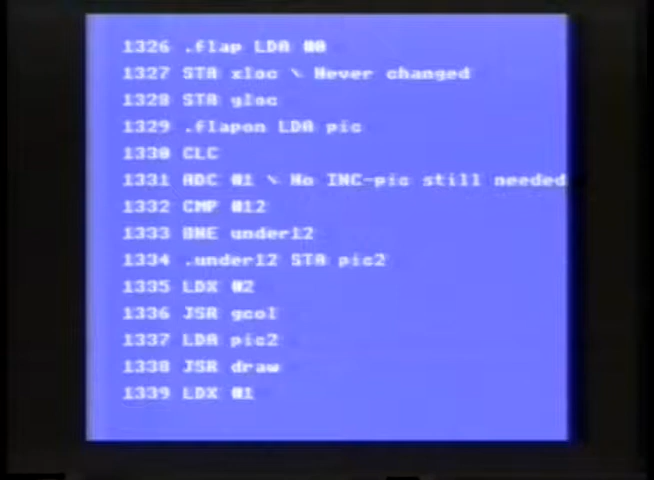 1326 .flap LDA #0
1327 STA xloc \ Never changed
1328 STA yloc
1329 .flapon LDA pic
1330 CLC
1331 ADC #1 \ No INC-pic still needed
1332 CMP #12
1333 BNE under12
1334 .under12 STA pic2
1335 LDX #2
1336 JSR gcol
1337 LDA pic2
1338 JSR draw
1339 LDX #1